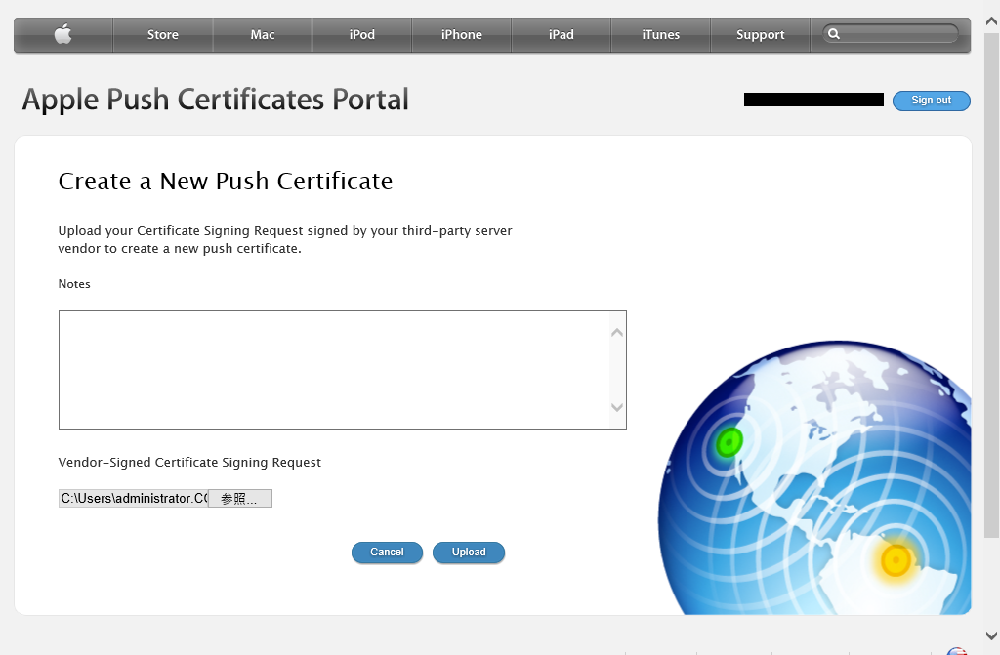 Store Mac iPod iPhone iPad iTunes Support
Apple Push Certificates Portal
Sign out
Create a New Push Certificate
Upload your Certificate Signing Request signed by your third-party server
vendor to create a new push certificate.
Notes
Vendor-Signed Certificate Signing Request
C:\Users\administrator.CO 参照...
Cancel Upload